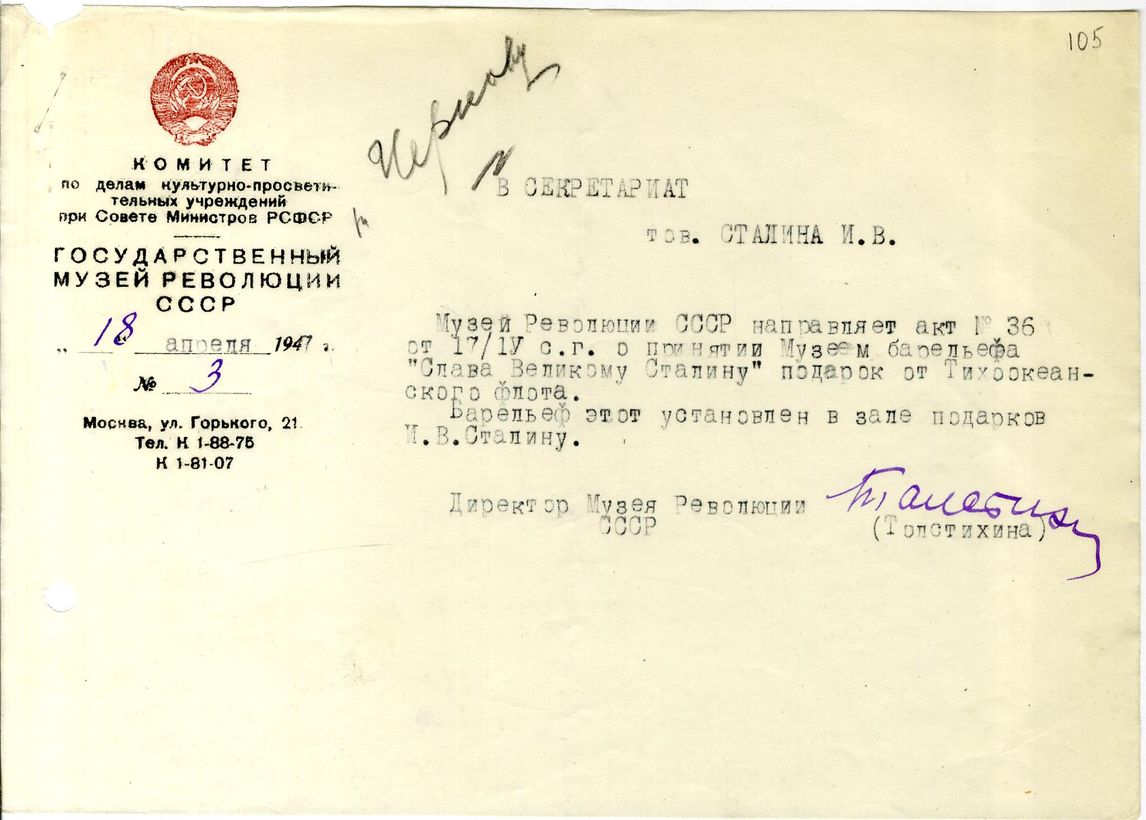 105
Чернову
КОМИТЕТ
по делам культурно-просвети-
тельных учреждений
при Совете Министров РСФСР
ГОСУДАРСТВЕННЫЙ
МУЗЕЙ РЕВОЛЮЦИИ
СССР
„ 18 апреля 1947 г.
№ 3
Москва, ул. Горького, 21.
Тел. К 1-88-75
К 1-81-07
В СЕКРЕТАРИАТ
тов. СТАЛИНА И.В.
Музей Революции СССР направляет акт № 36
от 17/IУ с.г. о принятии Музеем барельефа
"Слава Великому Сталину" подарок от Тихоокеан-
ского флота.
Барельеф этот установлен в зале подарков
И.В.Сталину.
Директор Музея Революции
СССР
(Толстихина)